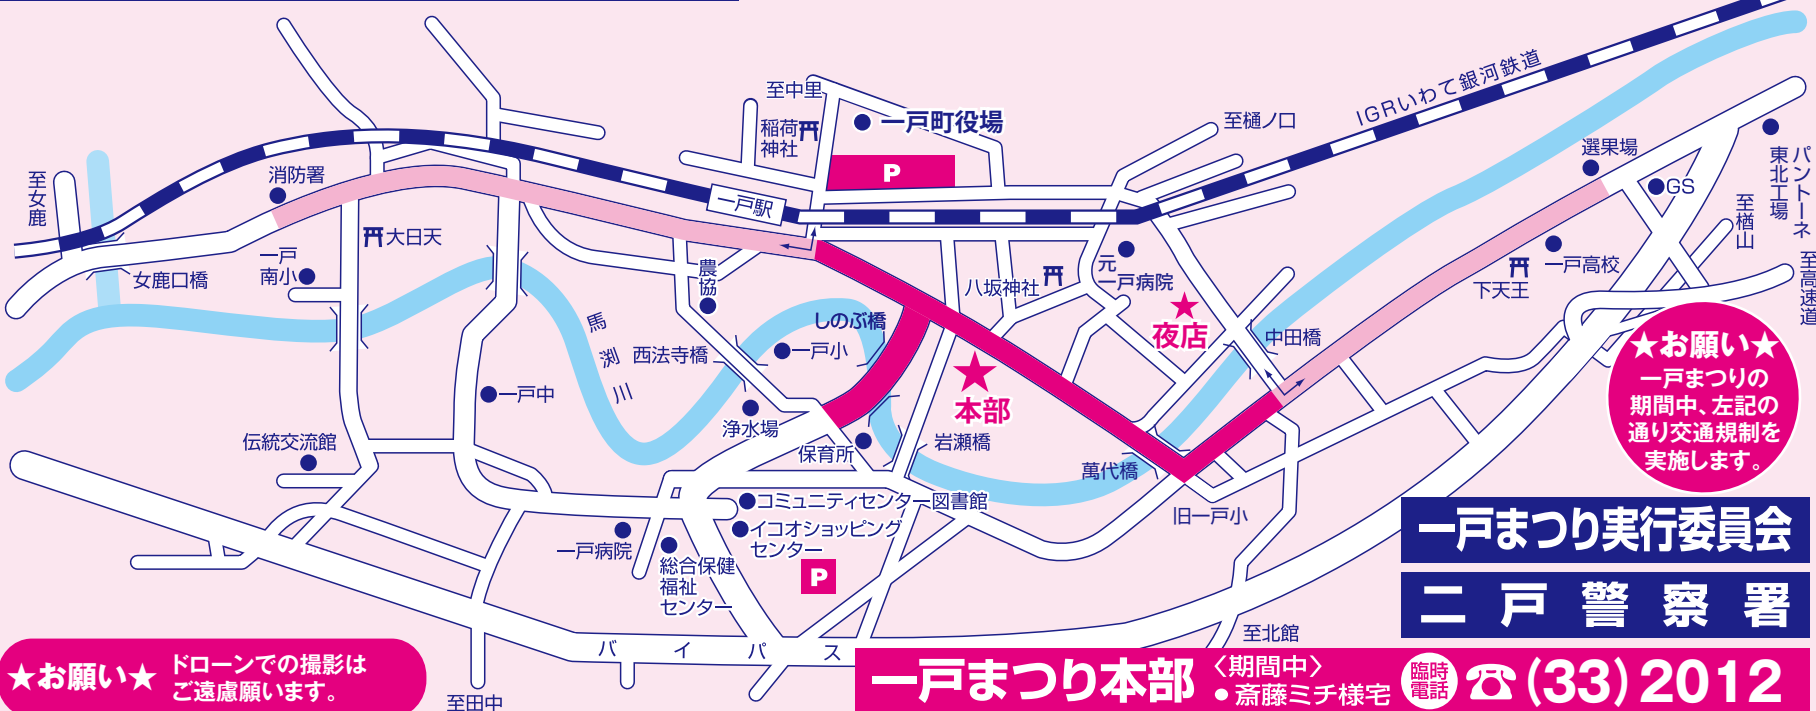 至中里
一戸町役場
稲荷
神社
P
至樋ノ口
IGRいわて銀河鉄道
選果場
GS
パントーネ
東北工場
至楢山
至高速道
至女鹿
消防署
一戸駅
大日天
一戸
南小
女鹿口橋
農協
八坂神社
元
一戸病院
下天王
一戸高校
夜店
中田橋
しのぶ橋
馬淵川
西法寺橋
一戸小
本部
一戸中
浄水場
保育所
岩瀬橋
萬代橋
旧一戸小
伝統交流館
コミュニティセンター図書館
イコオショッピング
センター
一戸病院
総合保健
福祉
センター
P
バイパス
至北館
至田中
★お願い★
一戸まつりの
期間中、左記の
通り交通規制を
実施します。
一戸まつり実行委員会
二戸警察署
★お願い★
ドローンでの撮影は
ご遠慮願います。
一戸まつり本部
〈期間中〉
●斎藤ミチ様宅
臨時
電話
☎(33)2012